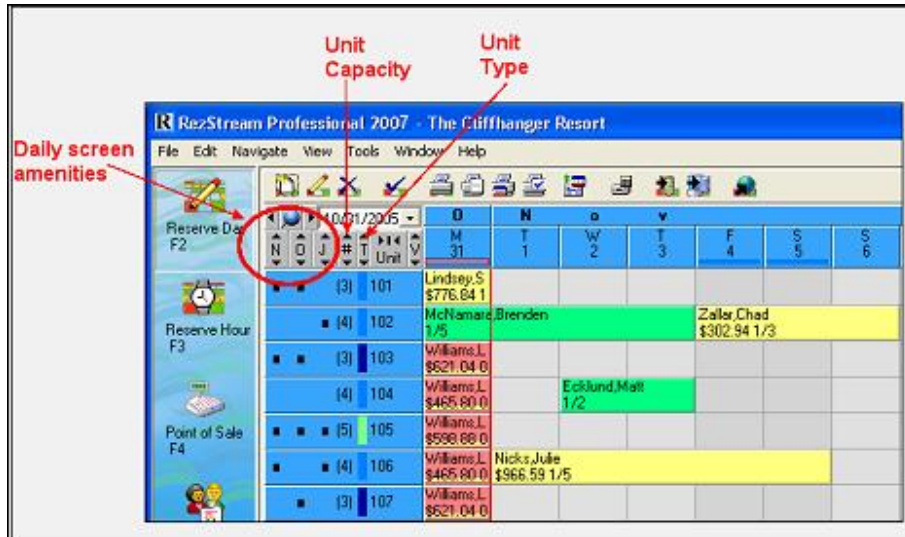 Unit
Capacity
Unit
Type
Daily screen
amenities
RezStream Professional 2007 - The Cliffhanger Resort
File Edit Navigate View Tools Window Help
Reserve Day
F2
10/31/2005
O N o v
N O J # T Unit V
M T W T F S S
31 1 2 3 4 5 6
(3) 101 Lindsey,S
$776.84 1
(4) 102 McNamara,Brenden Zallar,Chad
1/5 $302.94 1/3
Reserve Hour
F3
(3) 103 Williams,L
$621.04 0
(4) 104 Williams,L Ecklund,Matt
$465.80 0 1/2
Point of Sale
F4
(5) 105 Williams,L
$598.88 0
(4) 106 Williams,L Nicks,Julie
$465.80 0 $966.59 1/5
(3) 107 Williams,L
$621.04 0